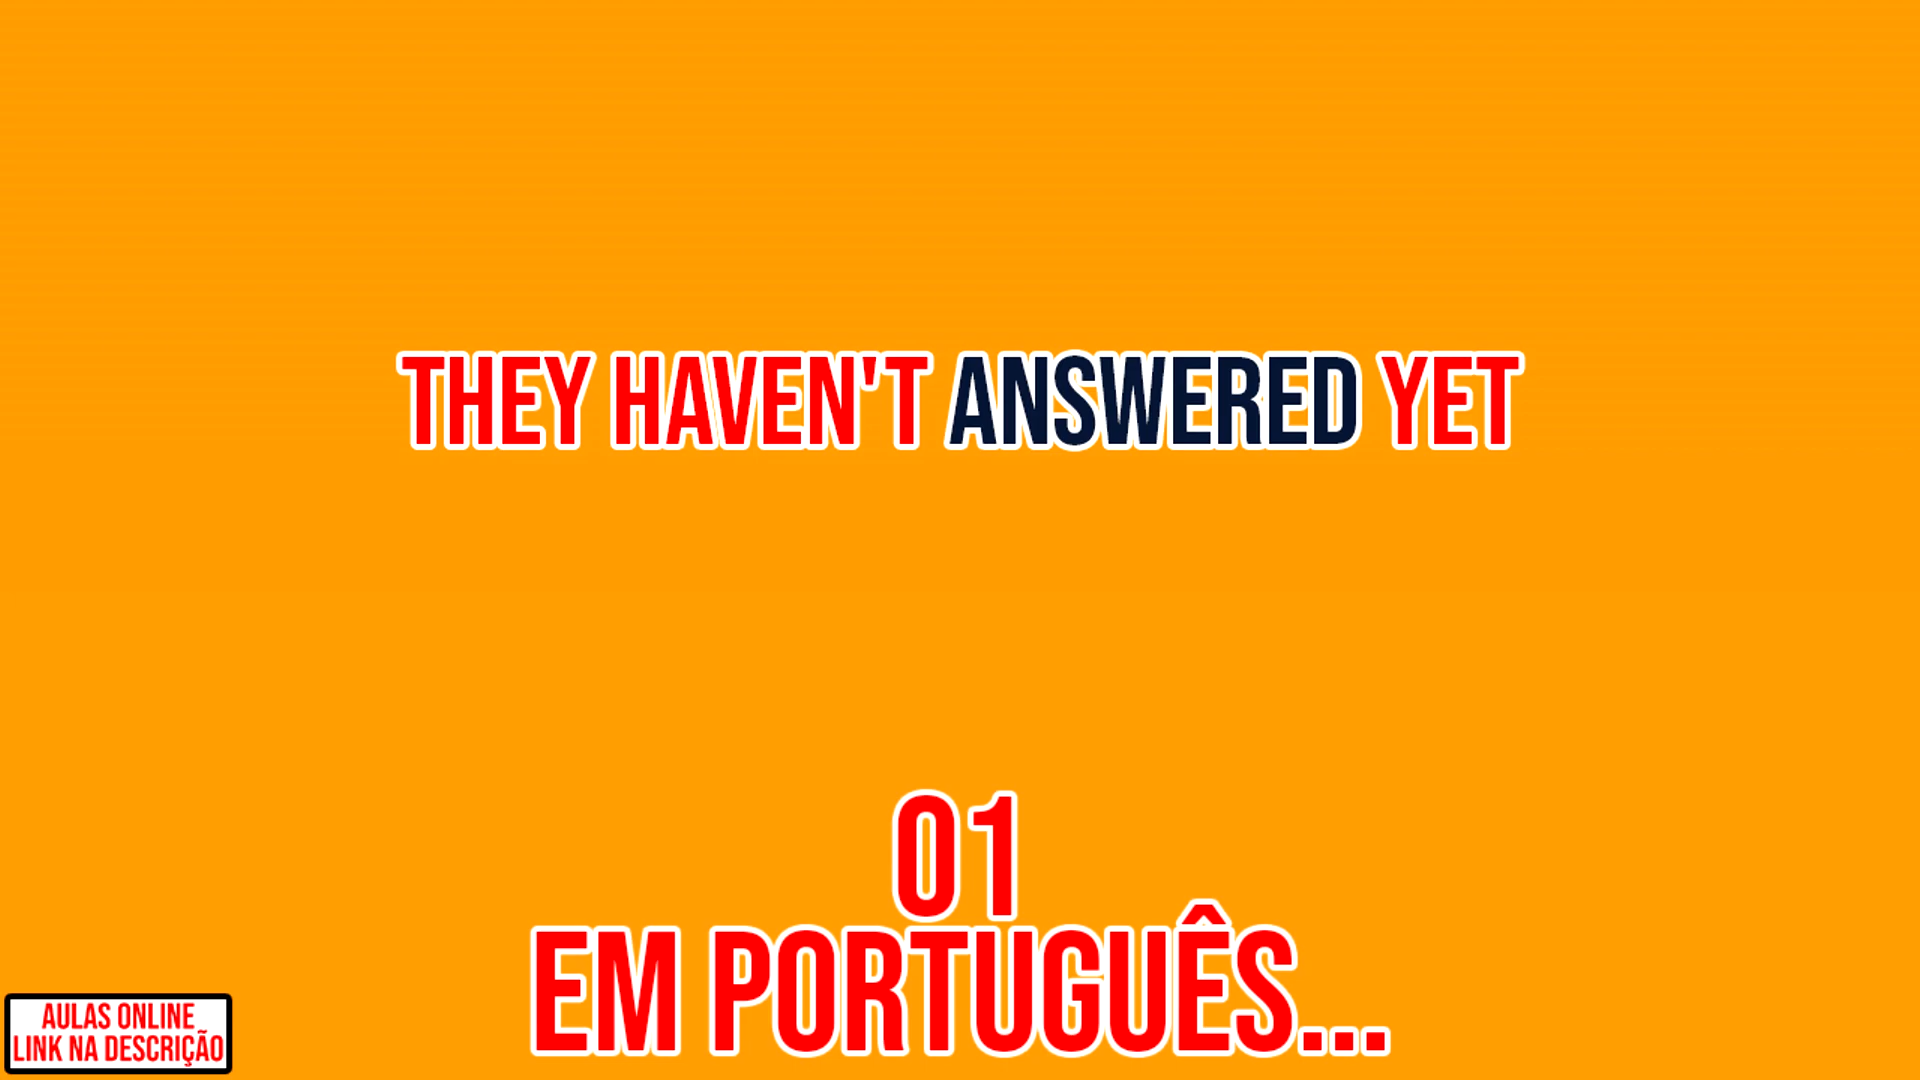 THEY HAVEN'T ANSWERED YET
01
EM PORTUGUÊS...
AULAS ONLINE
LINK NA DESCRIÇÃO